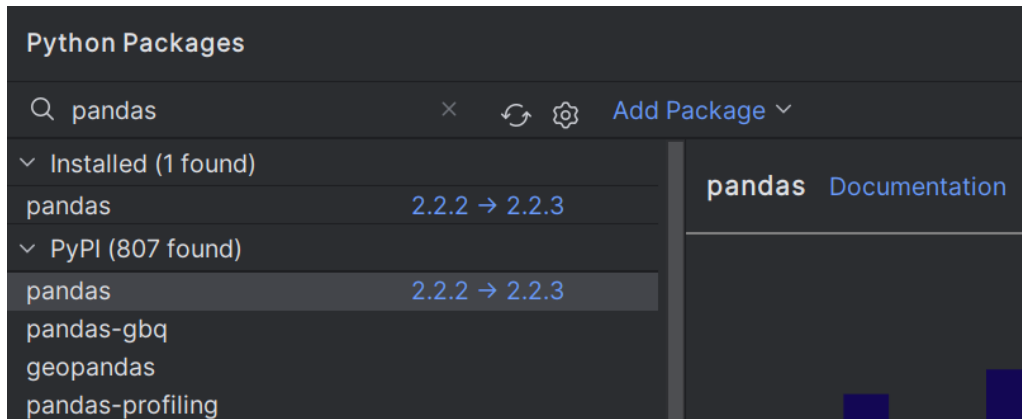 Python Packages
pandas
Add Package
Installed (1 found)
pandas 2.2.2 → 2.2.3
PyPI (807 found)
pandas 2.2.2 → 2.2.3
pandas-gbq
geopandas
pandas-profiling
pandas Documentation